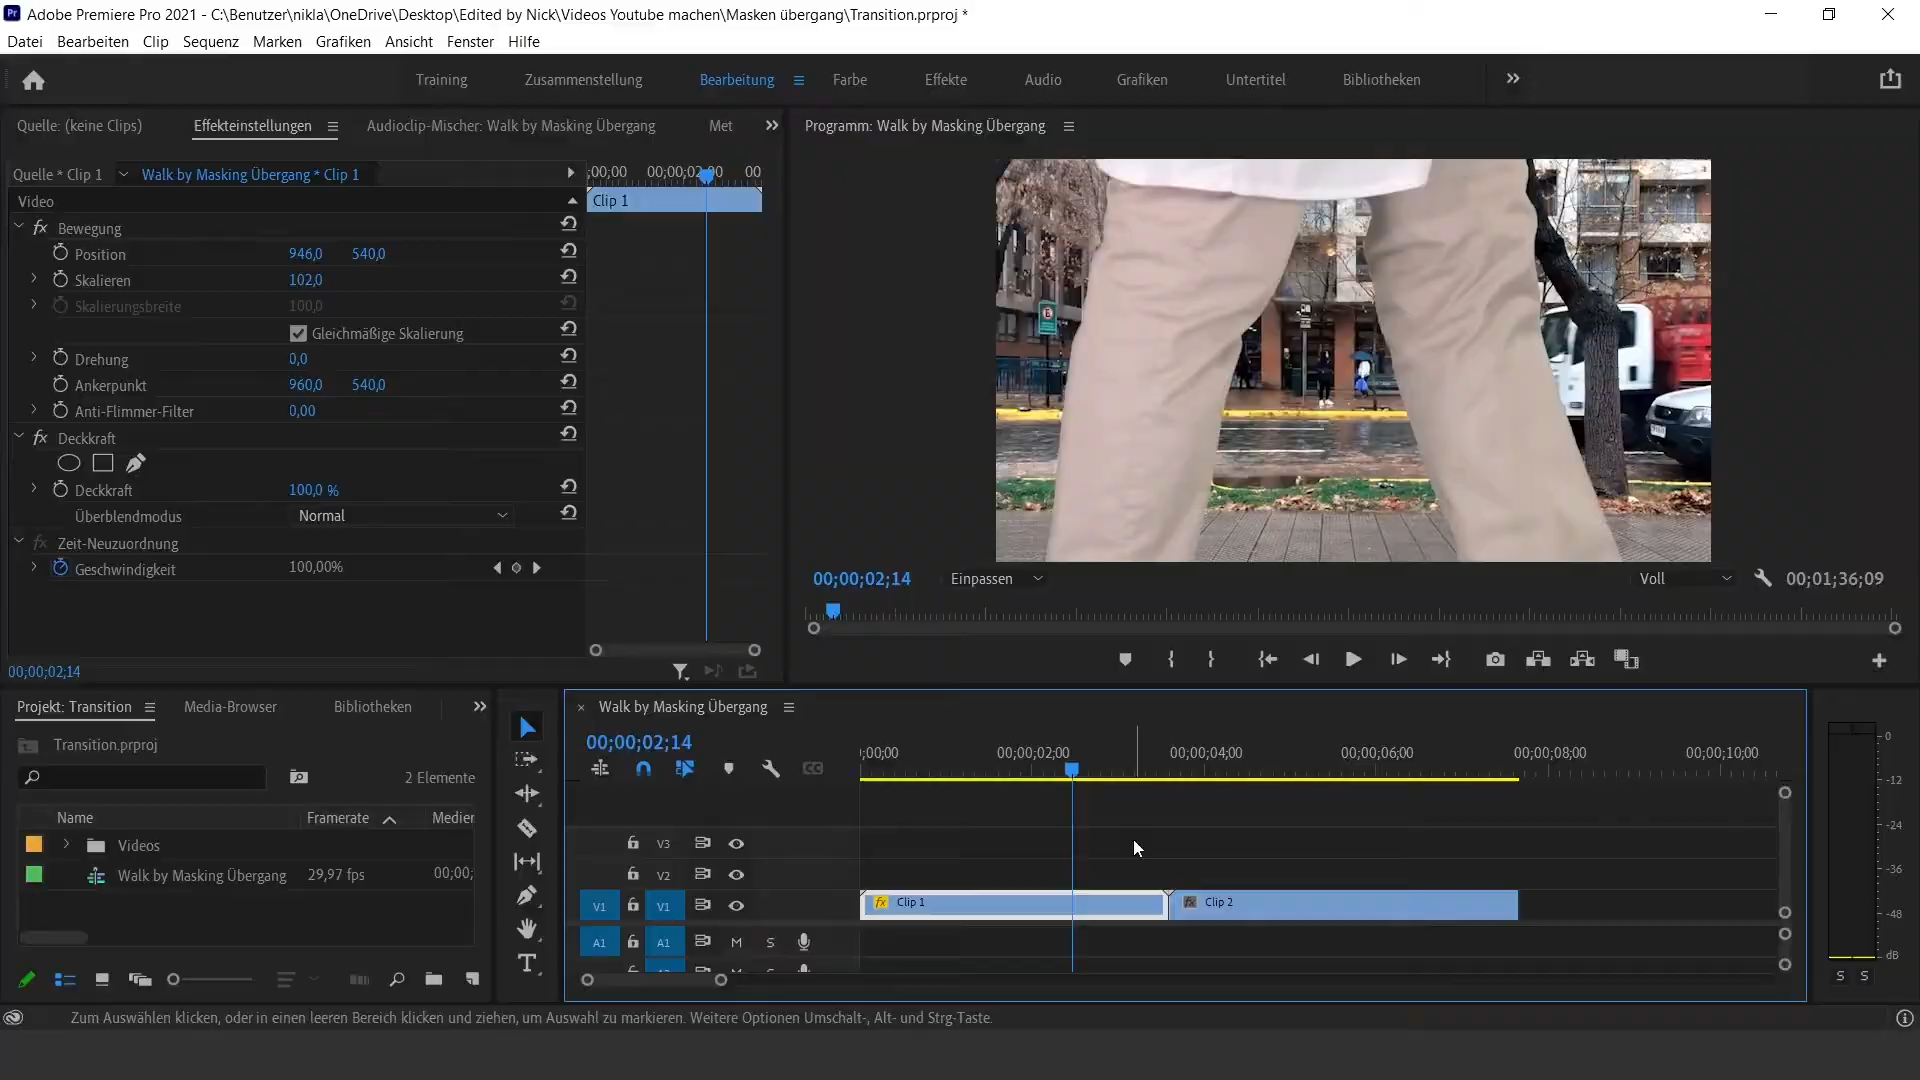 Pr Adobe Premiere Pro 2021 - C:\Benutzer\nikla\OneDrive\Desktop\Edited by Nick\Videos Youtube machen\Masken übergang\Transition.prproj *
Datei Bearbeiten Clip Sequenz Marken Grafiken Ansicht Fenster Hilfe
Training Zusammenstellung Bearbeitung Farbe Effekte Audio Grafiken Untertitel Bibliotheken
Quelle: (keine Clips) Effekteinstellungen Audioclip-Mischer: Walk by Masking Übergang Met
Programm: Walk by Masking Übergang
Quelle * Clip 1 Walk by Masking Übergang * Clip 1
;00;00 00;00;02;00 00
Video
Clip 1
fx Bewegung
Position 946,0 540,0
Skalieren 102,0
Skalierungsbreite 100,0
Gleichmäßige Skalierung
Drehung 0,0
Ankerpunkt 960,0 540,0
Anti-Flimmer-Filter 0,00
fx Deckkraft
Deckkraft 100,0 %
Überblendmodus Normal
fx Zeit-Neuzuordnung
Geschwindigkeit 100,00%
00;00;02;14
E
00;00;02;14 Einpassen Voll 00;01;36;09
Projekt: Transition Media-Browser Bibliotheken
Transition.prproj
2 Elemente
Name Framerate Medien
Videos
Walk by Masking Übergang 29,97 fps 00;00;
T
Walk by Masking Übergang
00;00;02;14
;00;00 00;00;02;00 00;00;04;00 00;00;06;00 00;00;08;00 00;00;10;00
CC
V3
V2
V1 V1
fx Clip 1
fx Clip 2
A1 A1 M S
0
-12
-24
-36
-48
dB
S S
Zum Auswählen klicken, oder in einen leeren Bereich klicken und ziehen, um Auswahl zu markieren. Weitere Optionen Umschalt-, Alt- und Strg-Taste.